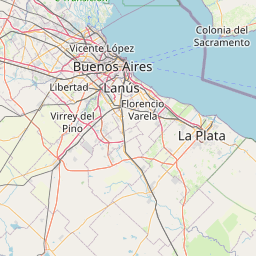 Colonia del
Sacramento
Vicente López
Buenos Aires
Libertad
Lanús
Florencio
Varela
Virrey del
Pino
La Plata